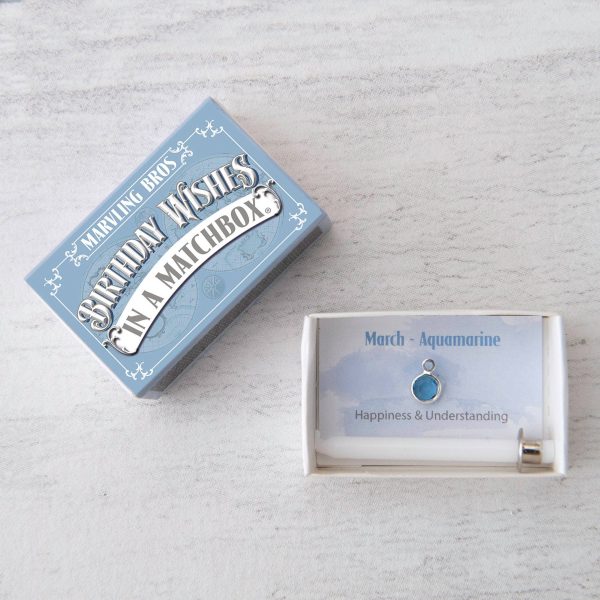 MARVLING BROS
BIRTHDAY WISHES
IN A MATCHBOX®
March - Aquamarine
Happiness & Understanding